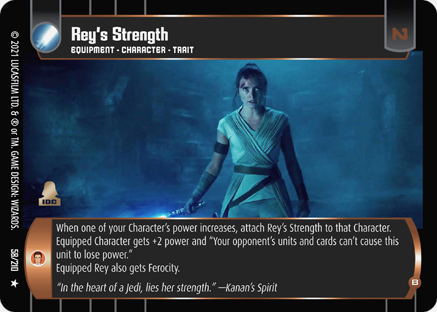 Rey's Strength
EQUIPMENT • CHARACTER • TRAIT
N
© 2021 LUCASFILM LTD. & ® or TM. GAME DESIGN: WIZARDS.
58/210
IDC
When one of your Character's power increases, attach Rey's Strength to that Character.
Equipped Character gets +2 power and "Your opponent's units and cards can't cause this
unit to lose power."
Equipped Rey also gets Ferocity.
"In the heart of a Jedi, lies her strength." —Kanan's Spirit
B